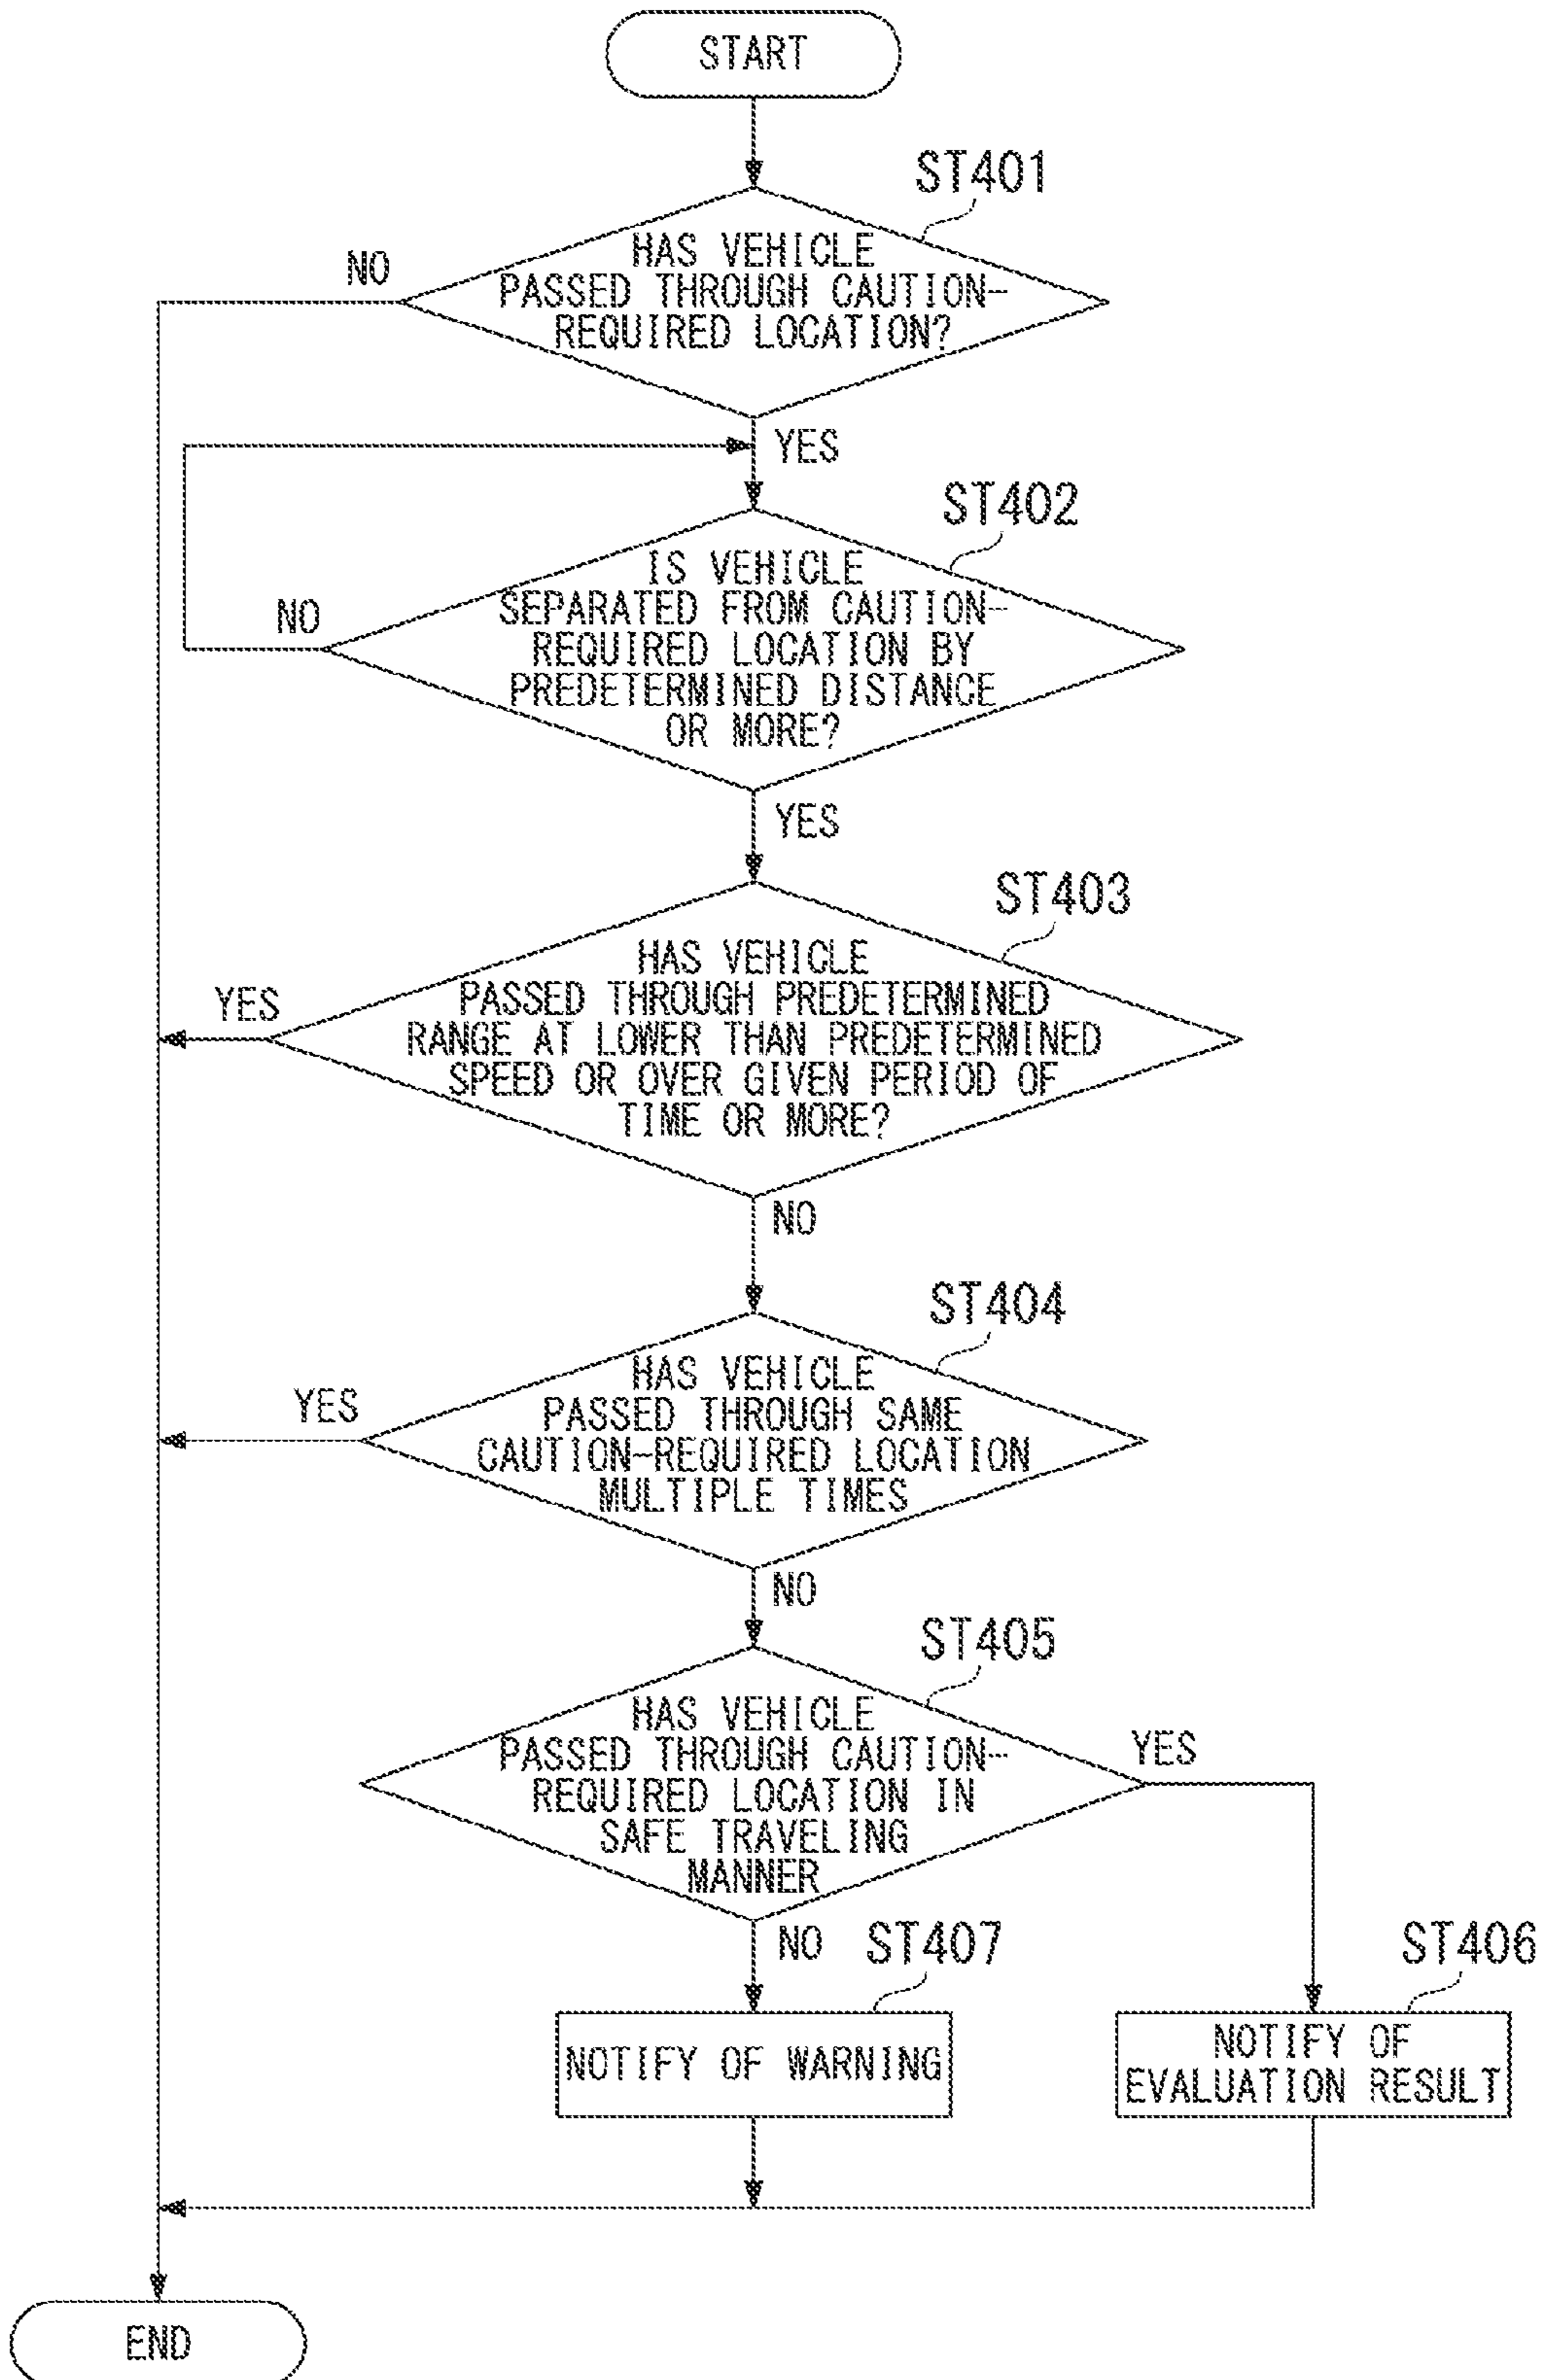 START
ST401
HAS VEHICLE
PASSED THROUGH CAUTION-
REQUIRED LOCATION?
NO
YES
ST402
IS VEHICLE
SEPARATED FROM CAUTION-
REQUIRED LOCATION BY
PREDETERMINED DISTANCE
OR MORE?
NO
YES
ST403
HAS VEHICLE
PASSED THROUGH PREDETERMINED
RANGE AT LOWER THAN PREDETERMINED
SPEED OR OVER GIVEN PERIOD OF
TIME OR MORE?
YES
NO
ST404
HAS VEHICLE
PASSED THROUGH SAME
CAUTION-REQUIRED LOCATION
MULTIPLE TIMES
YES
NO
ST405
HAS VEHICLE
PASSED THROUGH CAUTION-
REQUIRED LOCATION IN
SAFE TRAVELING
MANNER
YES
NO
ST407
NOTIFY OF WARNING
ST406
NOTIFY OF
EVALUATION RESULT
END